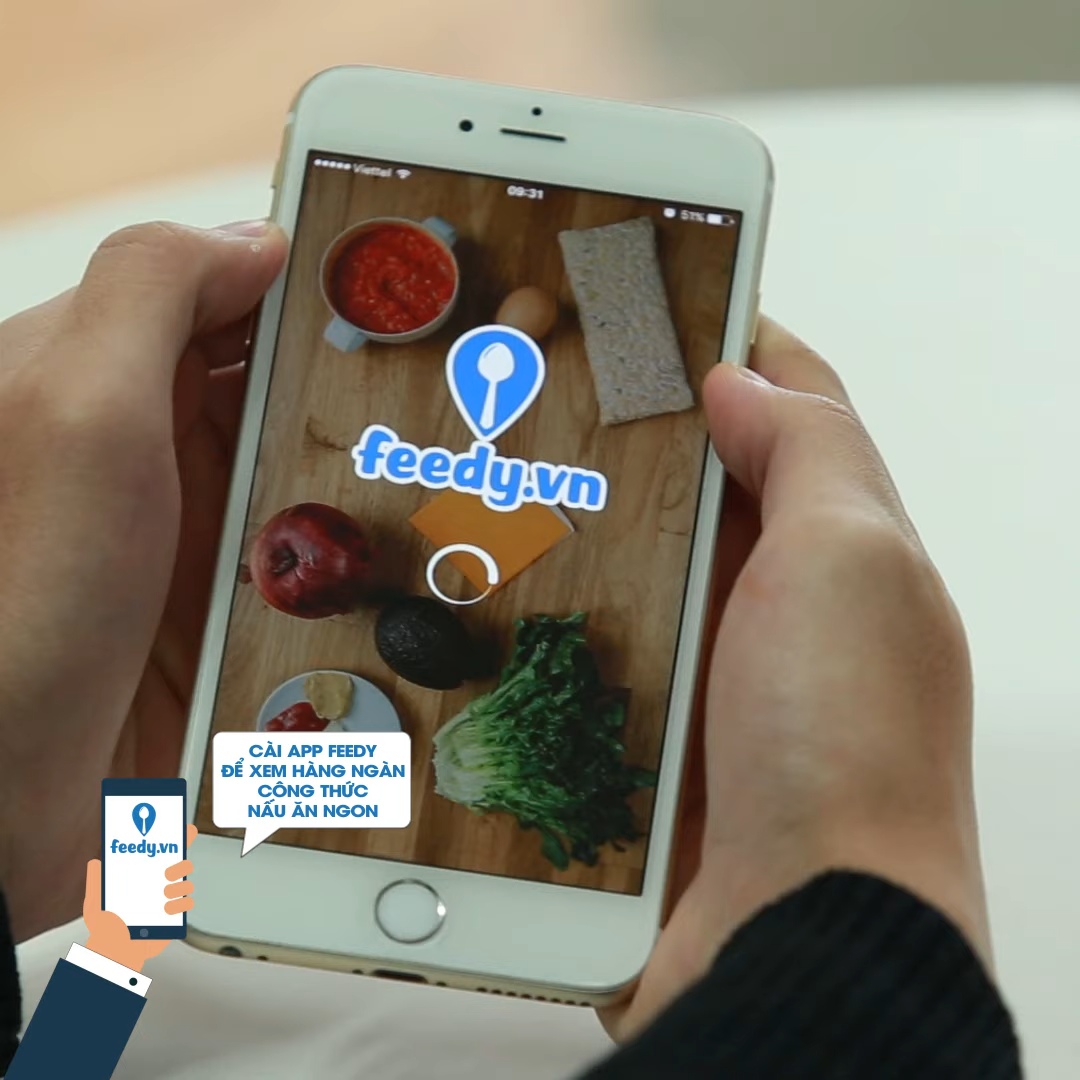 Viettel
09:31
51%
feedy.vn
CÀI APP FEEDY
ĐỂ XEM HÀNG NGÀN
CÔNG THỨC
NẤU ĂN NGON
feedy.vn